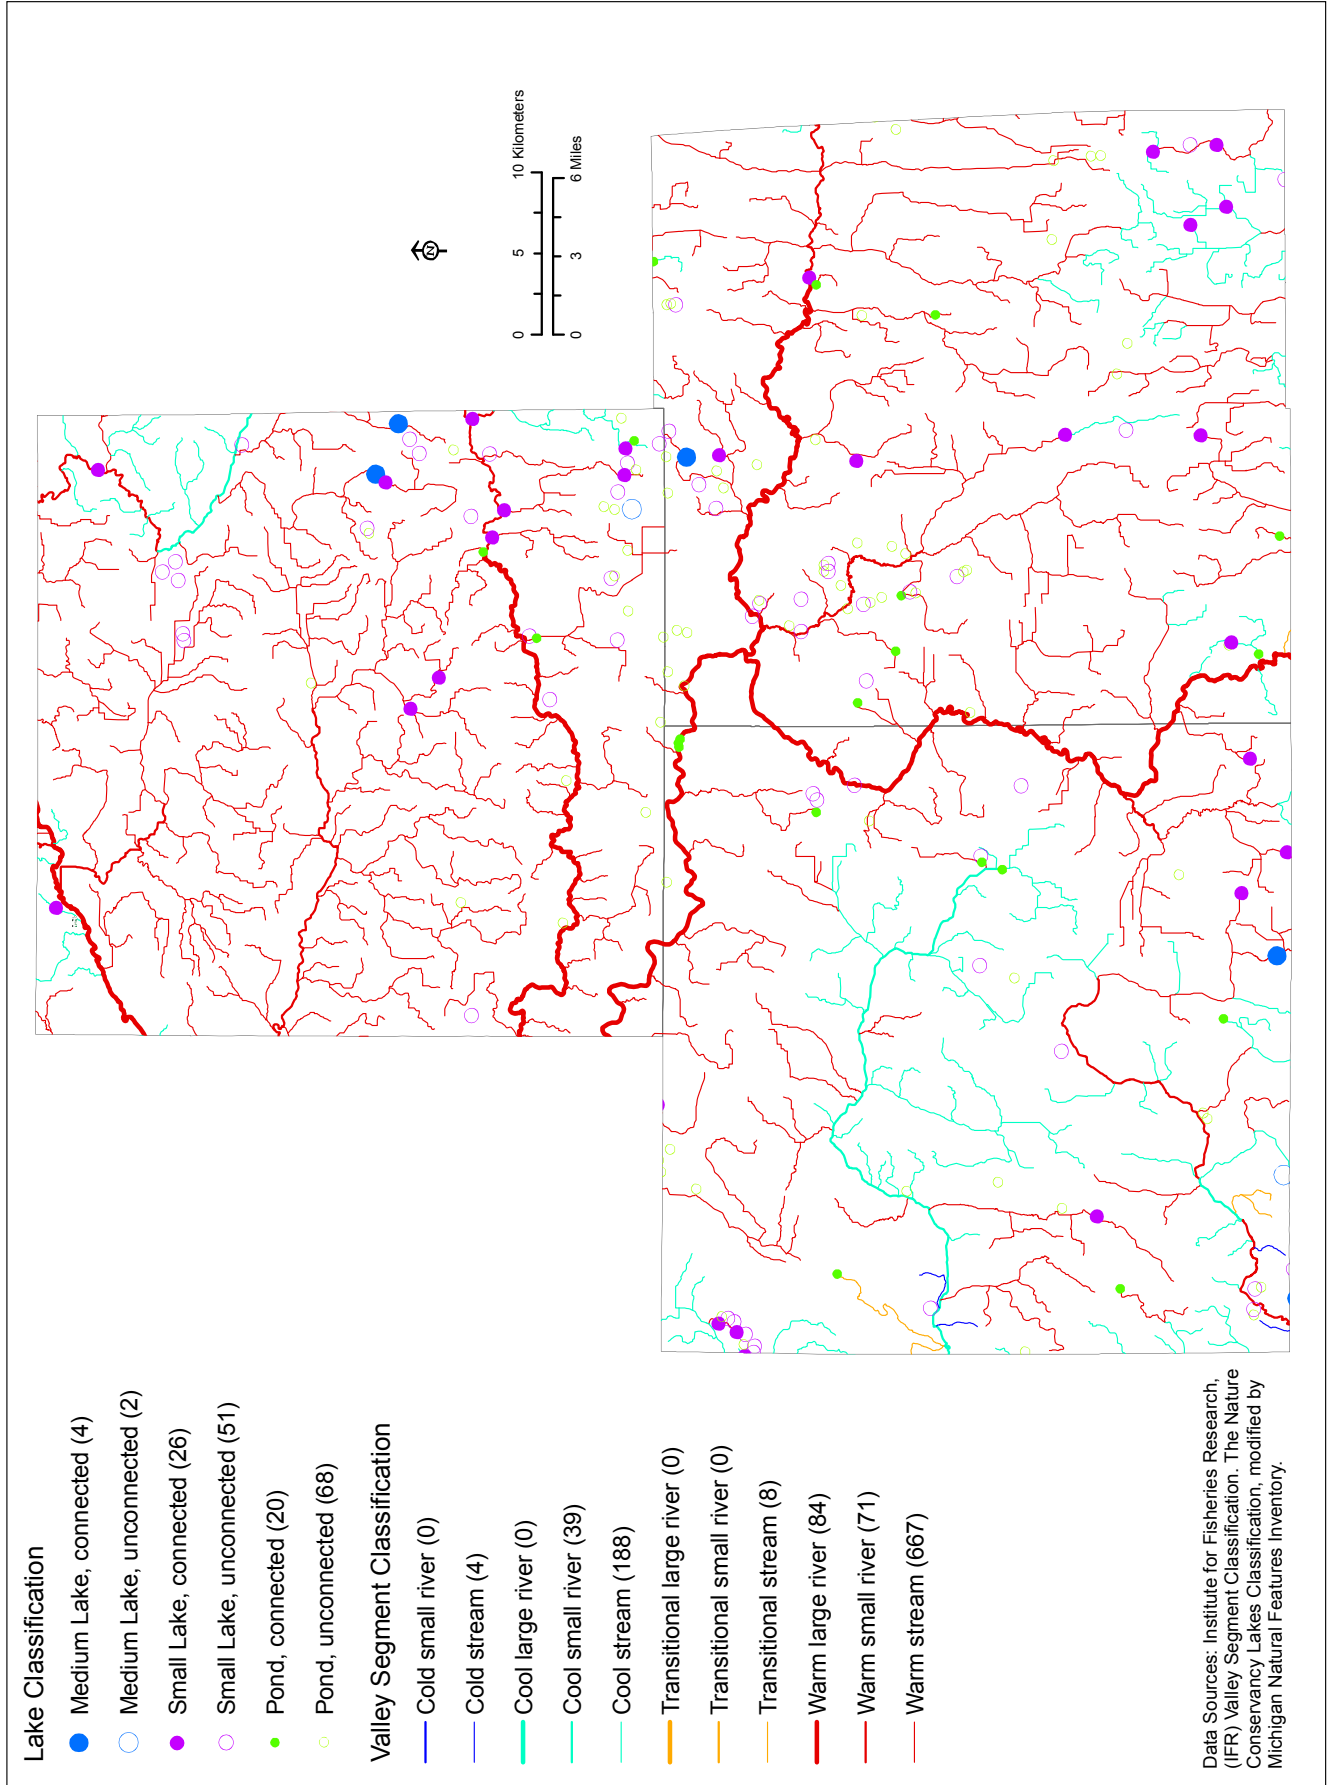 Lake Classification
Medium Lake, connected (4)
Medium Lake, unconnected (2)
Small Lake, connected (26)
Small Lake, unconnected (51)
Pond, connected (20)
Pond, unconnected (68)
Valley Segment Classification
Cold small river (0)
Cold stream (4)
Cool large river (0)
Cool small river (39)
Cool stream (188)
Transitional large river (0)
Transitional small river (0)
Transitional stream (8)
Warm large river (84)
Warm small river (71)
Warm stream (667)
N
0 5 10 Kilometers
0 3 6 Miles
Data Sources: Institute for Fisheries Research,
(IFR) Valley Segment Classification. The Nature
Conservancy Lakes Classification, modified by
Michigan Natural Features Inventory.